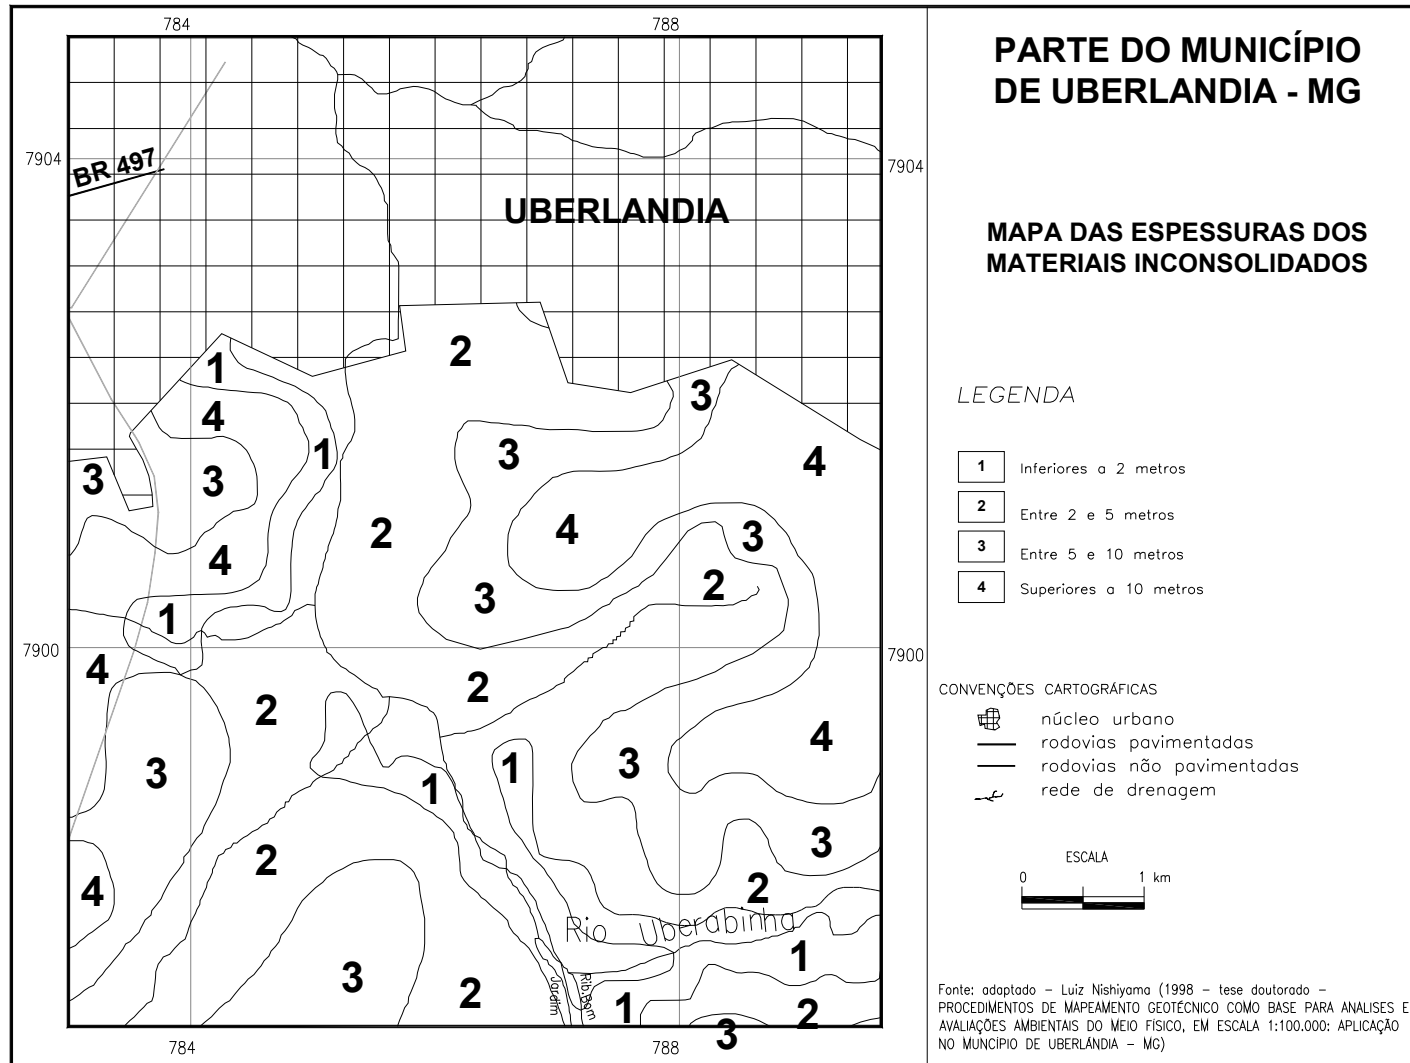 784
788
PARTE DO MUNICÍPIO
DE UBERLANDIA - MG
7904
7904
BR 497
UBERLANDIA
MAPA DAS ESPESSURAS DOS
MATERIAIS INCONSOLIDADOS
2
1
3
4
1
3
4
3
3
4
2
4
3
4
2
3
1
7900
7900
4
2
2
4
3
1
3
1
3
2
4
2
Rio Uberabinha
1
3
2
Jardim
Rib.Bom
1
2
3
784
788
LEGENDA
1 Inferiores a 2 metros
2 Entre 2 e 5 metros
3 Entre 5 e 10 metros
4 Superiores a 10 metros
CONVENÇÕES CARTOGRÁFICAS
núcleo urbano
rodovias pavimentadas
rodovias não pavimentadas
rede de drenagem
ESCALA
0 1 km
Fonte: adaptado - Luiz Nishiyama (1998 - tese doutorado -
PROCEDIMENTOS DE MAPEAMENTO GEOTÉCNICO COMO BASE PARA ANALISES E
AVALIAÇÕES AMBIENTAIS DO MEIO FÍSICO, EM ESCALA 1:100.000: APLICAÇÃO
NO MUNCÍPIO DE UBERLÂNDIA - MG)